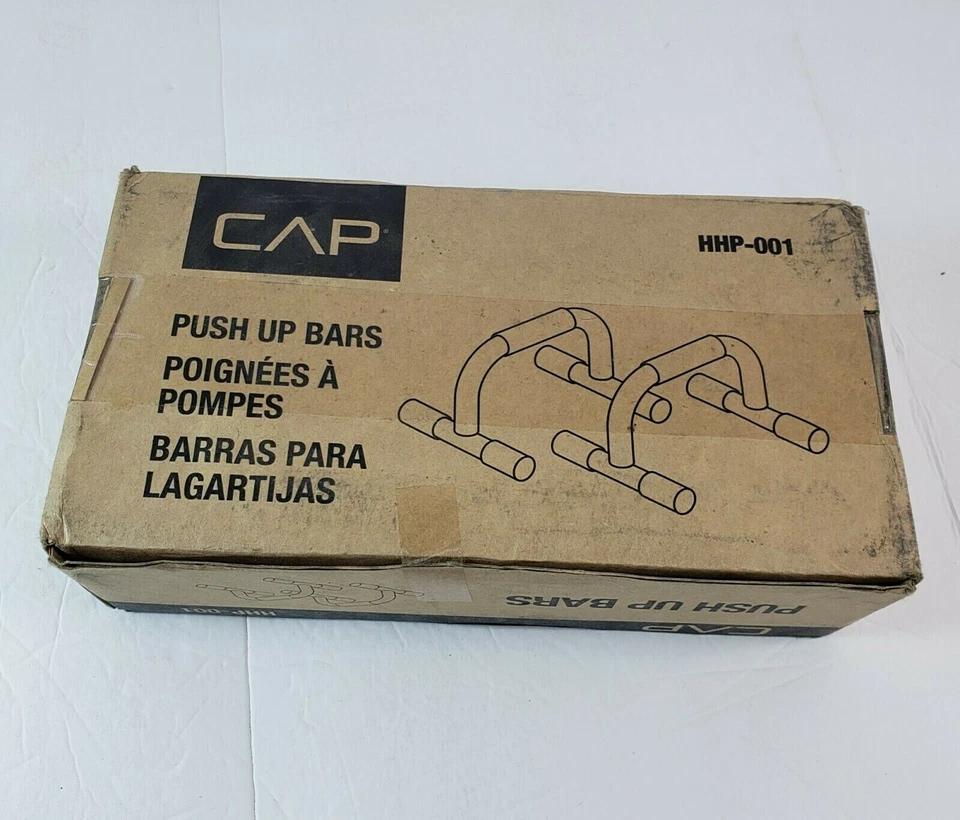 CAP
HHP-001
PUSH UP BARS
POIGNÉES À
POMPES
BARRAS PARA
LAGARTIJAS
HHP-001
PUSH UP BARS
CAP